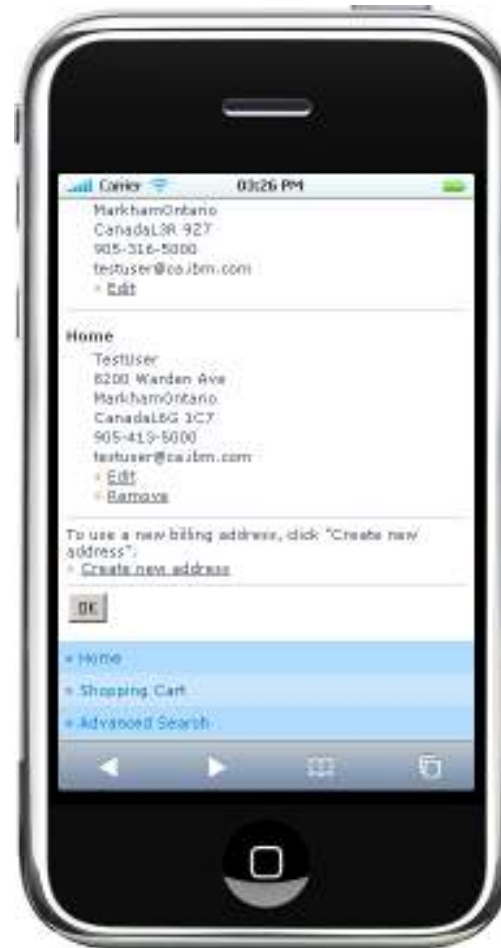 Carrier 03:26 PM
MarkhamOntario
CanadaL3R 9Z7
905-316-5000
testuser@ca.ibm.com
Edit
Home
TestUser
8200 Warden Ave
MarkhamOntario
CanadaL6G 1C7
905-413-5000
testuser@ca.ibm.com
Edit
Remove
To use a new billing address, click "Create new
address".
Create new address
OK
Home
Shopping Cart
Advanced Search